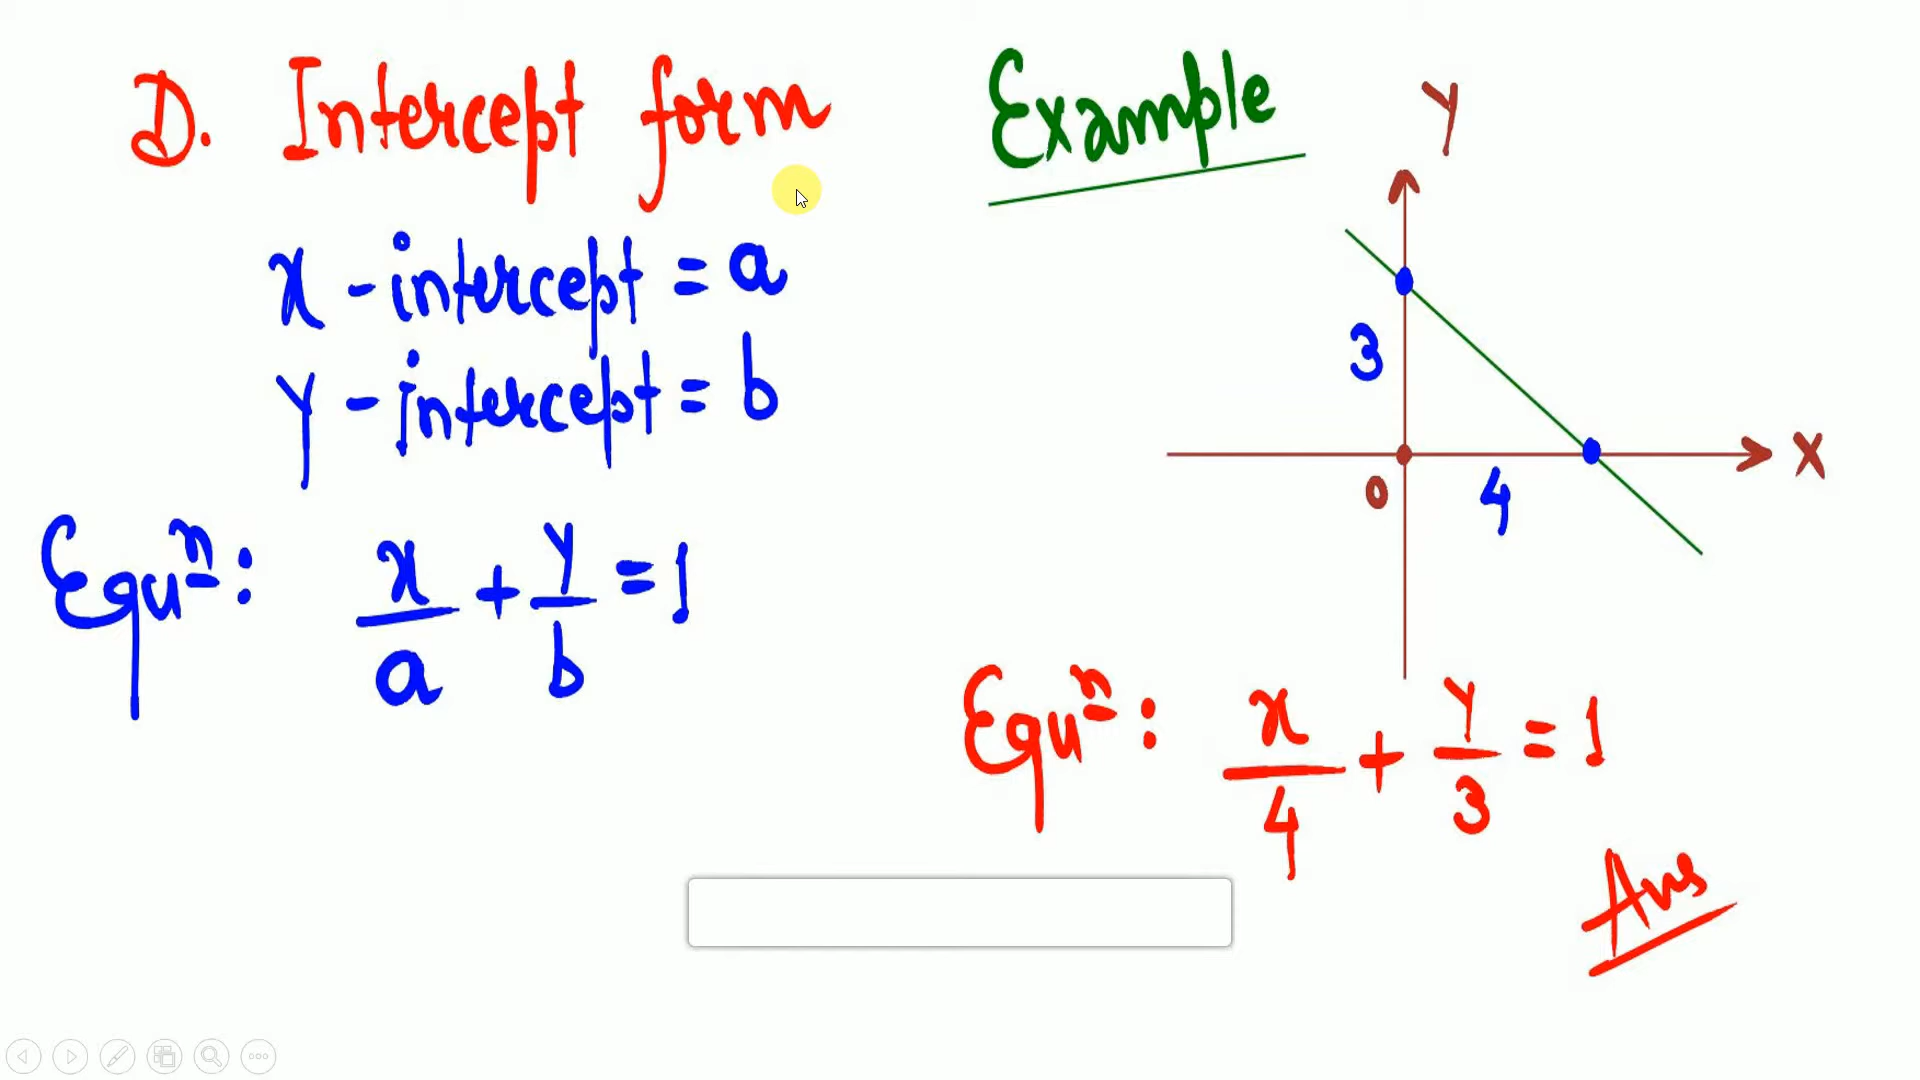 D. Intercept form
x - intercept = a
y - intercept = b
Equⁿ: x/a + y/b = 1
Example
Y
3
X
0
4
Equⁿ: x/4 + y/3 = 1
Ans